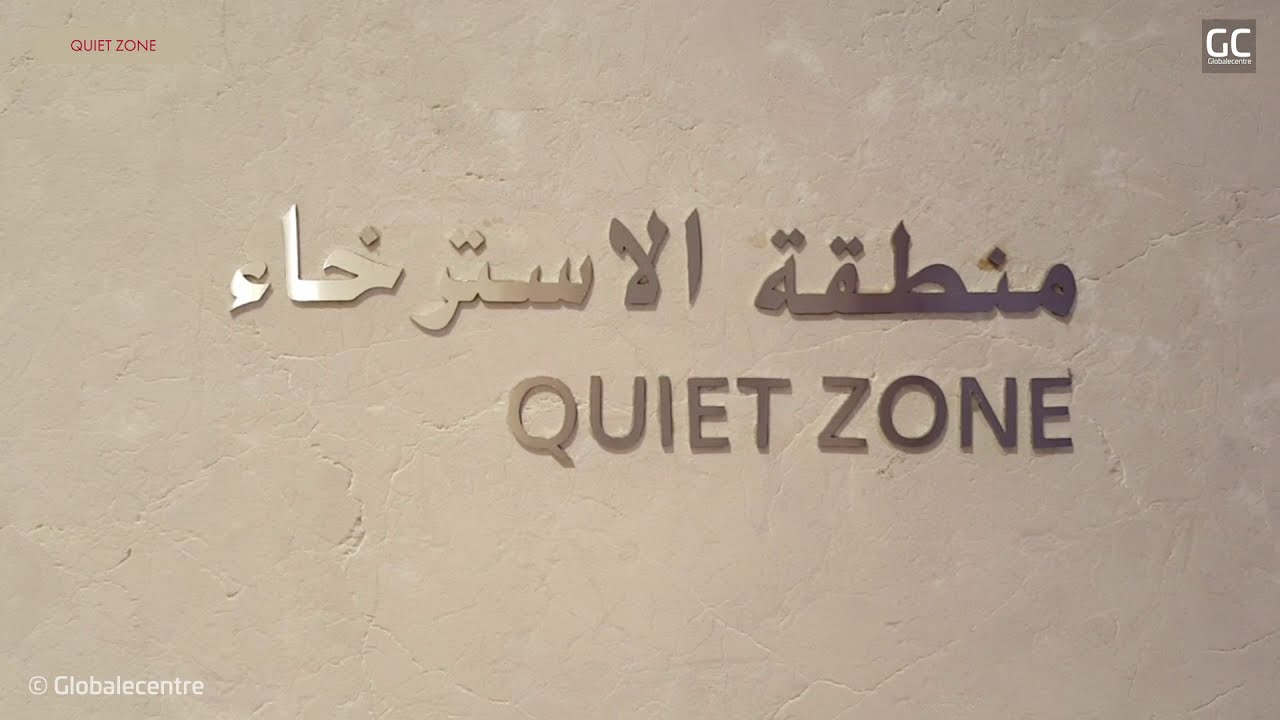 QUIET ZONE
GC
Globalecentre
منطقة الاسترخاء
QUIET ZONE
© Globalecentre